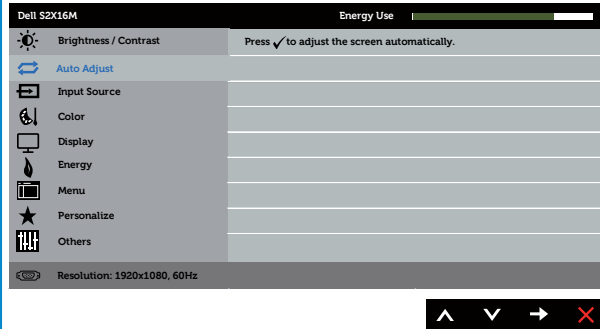 Dell S2X16M Energy Use
Brightness / Contrast Press ✓ to adjust the screen automatically.
Auto Adjust
Input Source
Color
Display
Energy
Menu
Personalize
Others
Resolution: 1920x1080, 60Hz